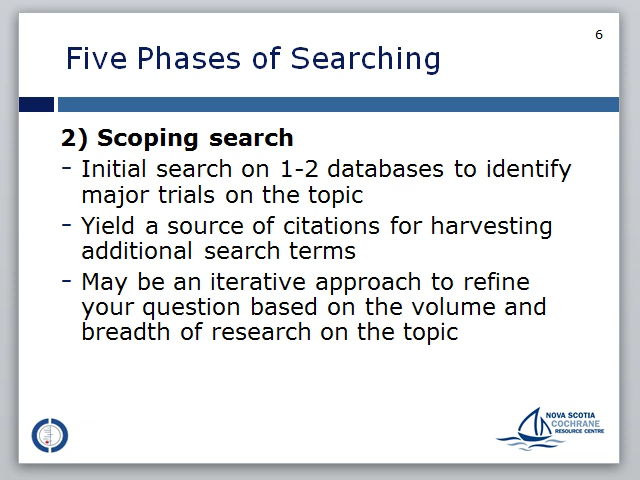 6
Five Phases of Searching
2) Scoping search
- Initial search on 1-2 databases to identify
major trials on the topic
- Yield a source of citations for harvesting
additional search terms
- May be an iterative approach to refine
your question based on the volume and
breadth of research on the topic
NOVA SCOTIA
COCHRANE
RESOURCE CENTRE